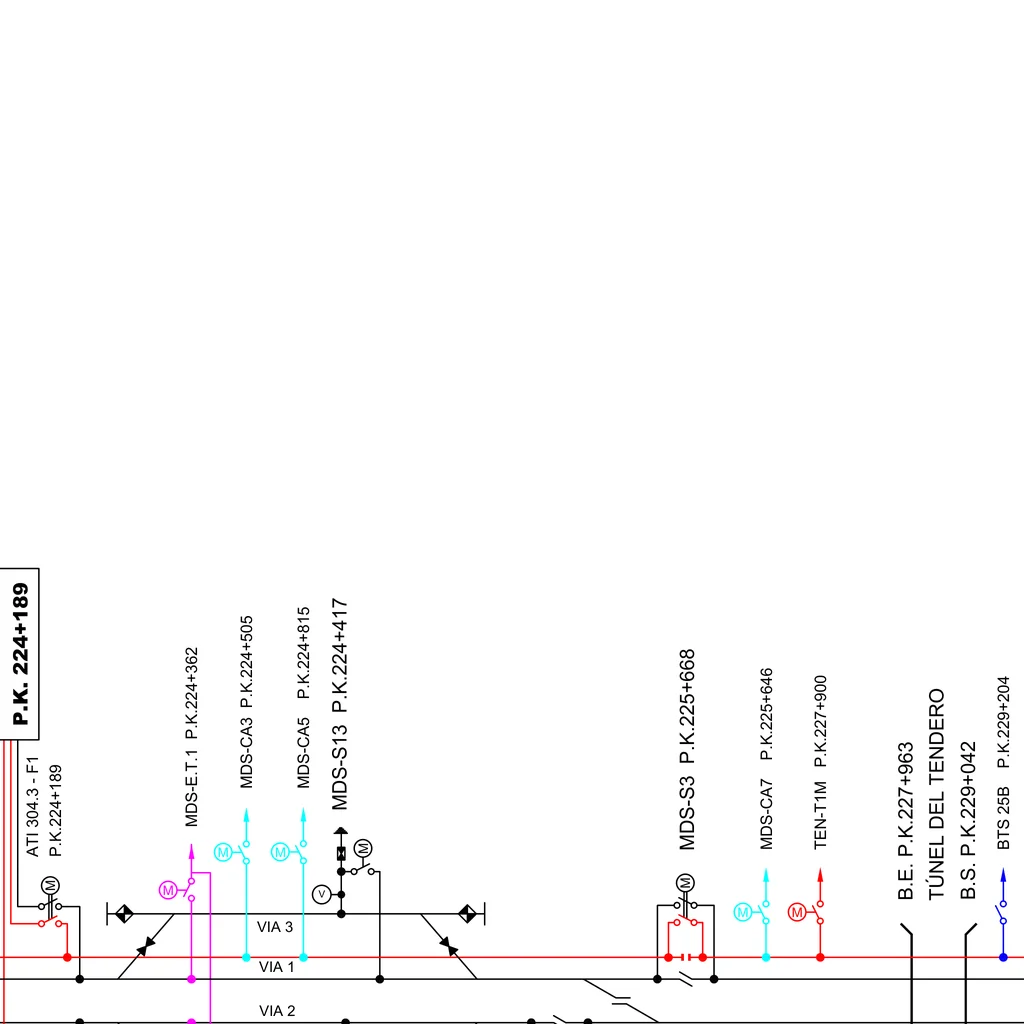 P.K. 224+189
ATI 304.3 - F1
P.K.224+189
M
MDS-E.T.1 P.K.224+362
M
MDS-CA3 P.K.224+505
M
MDS-CA5 P.K.224+815
M
MDS-S13 P.K.224+417
M
V
MDS-S3 P.K.225+668
M
MDS-CA7 P.K.225+646
M
TEN-T1M P.K.227+900
M
B.E. P.K.227+963
TÚNEL DEL TENDERO
B.S. P.K.229+042
BTS 25B P.K.229+204
VIA 3
VIA 1
VIA 2